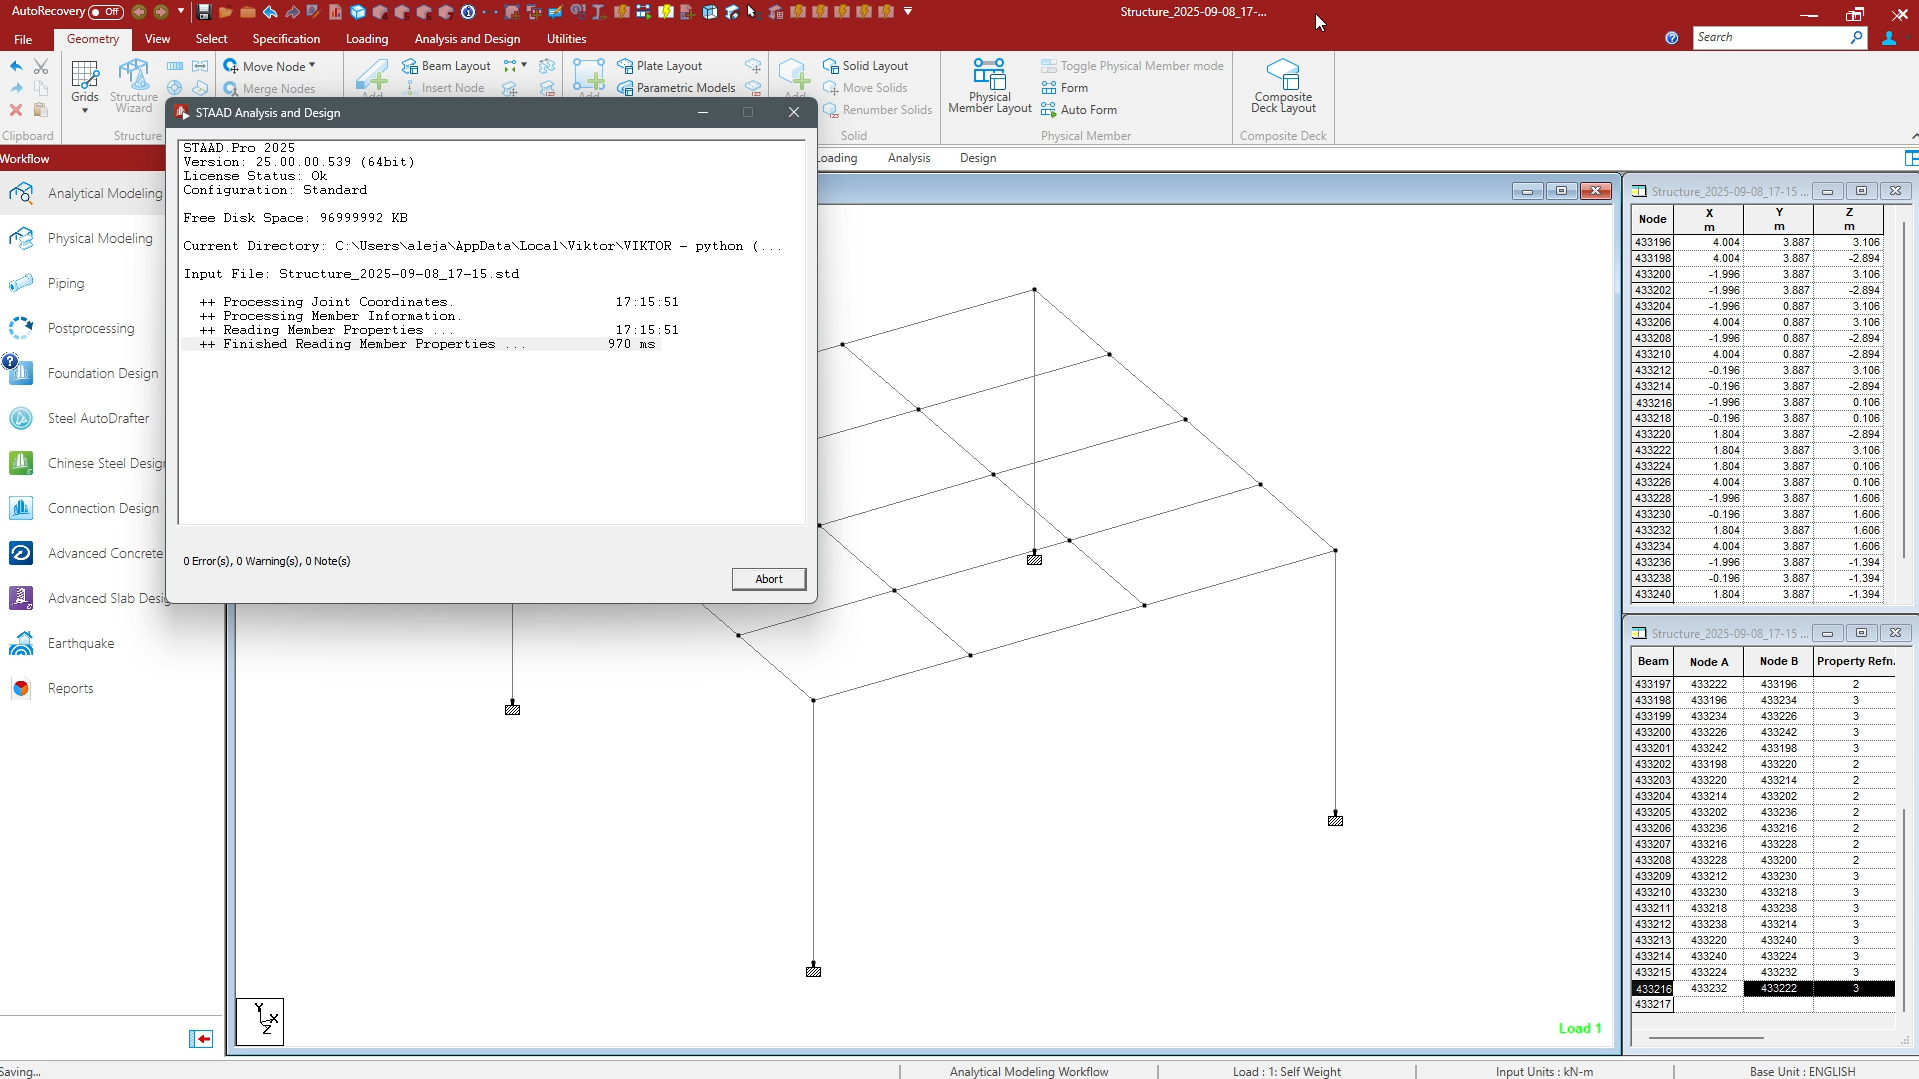 AutoRecovery Off
Structure_2025-09-08_17-...
File Geometry View Select Specification Loading Analysis and Design Utilities
Search
Grids
Structure Wizard
Move Node
Merge Nodes
Beam Layout
Insert Node
Plate Layout
Parametric Models
Solid Layout
Move Solids
Renumber Solids
Physical
Member Layout
Toggle Physical Member mode
Form
Auto Form
Composite
Deck Layout
Clipboard Structure Solid Physical Member Composite Deck
Workflow
Analysis Design
Analytical Modeling
Physical Modeling
Piping
Postprocessing
Foundation Design
Steel AutoDrafter
Chinese Steel Design
Connection Design
Advanced Concrete
Advanced Slab Desig
Earthquake
Reports
STAAD Analysis and Design
STAAD.Pro 2025
Version: 25.00.00.539 (64bit)
License Status: Ok
Configuration: Standard
Free Disk Space: 96999992 KB
Current Directory: C:\Users\aleja\AppData\Local\Viktor\VIKTOR - python (...
Input File: Structure_2025-09-08_17-15.std
++ Processing Joint Coordinates. 17:15:51
++ Processing Member Information.
++ Reading Member Properties ... 17:15:51
++ Finished Reading Member Properties ... 970 ms
0 Error(s), 0 Warning(s), 0 Note(s)
Abort
Y
X
Z
Load 1
Structure_2025-09-08_17-15 ...
Node X m Y m Z m
433196 4.004 3.887 3.106
433198 4.004 3.887 -2.894
433200 -1.996 3.887 3.106
433202 -1.996 3.887 -2.894
433204 -1.996 0.887 3.106
433206 4.004 0.887 3.106
433208 -1.996 0.887 -2.894
433210 4.004 0.887 -2.894
433212 -0.196 3.887 3.106
433214 -0.196 3.887 -2.894
433216 -1.996 3.887 0.106
433218 -0.196 3.887 0.106
433220 1.804 3.887 -2.894
433222 1.804 3.887 3.106
433224 1.804 3.887 0.106
433226 4.004 3.887 0.106
433228 -1.996 3.887 1.606
433230 -0.196 3.887 1.606
433232 1.804 3.887 1.606
433234 4.004 3.887 1.606
433236 -1.996 3.887 -1.394
433238 -0.196 3.887 -1.394
433240 1.804 3.887 -1.394
Structure_2025-09-08_17-15 ...
Beam Node A Node B Property Refn.
433197 433222 433196 2
433198 433196 433234 3
433199 433234 433226 3
433200 433226 433242 3
433201 433242 433198 3
433202 433198 433220 2
433203 433220 433214 2
433204 433214 433202 2
433205 433202 433236 2
433206 433236 433216 2
433207 433216 433228 2
433208 433228 433200 2
433209 433212 433230 3
433210 433230 433218 3
433211 433218 433238 3
433212 433238 433214 3
433213 433220 433240 3
433214 433240 433224 3
433215 433224 433232 3
433216 433232 433222 3
433217
Saving... Analytical Modeling Workflow Load : 1: Self Weight Input Units : kN-m Base Unit : ENGLISH